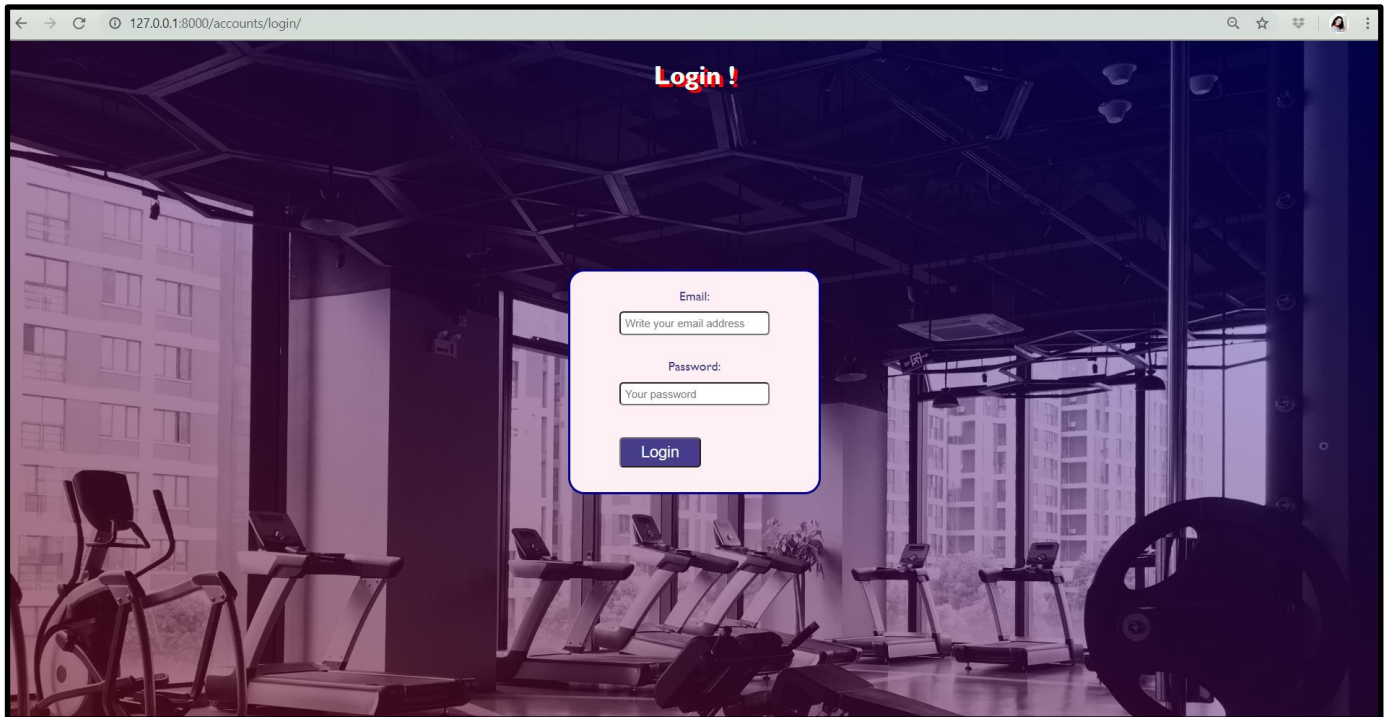 127.0.0.1:8000/accounts/login/
Login !
Email:
Write your email address
Password:
Your password
Login